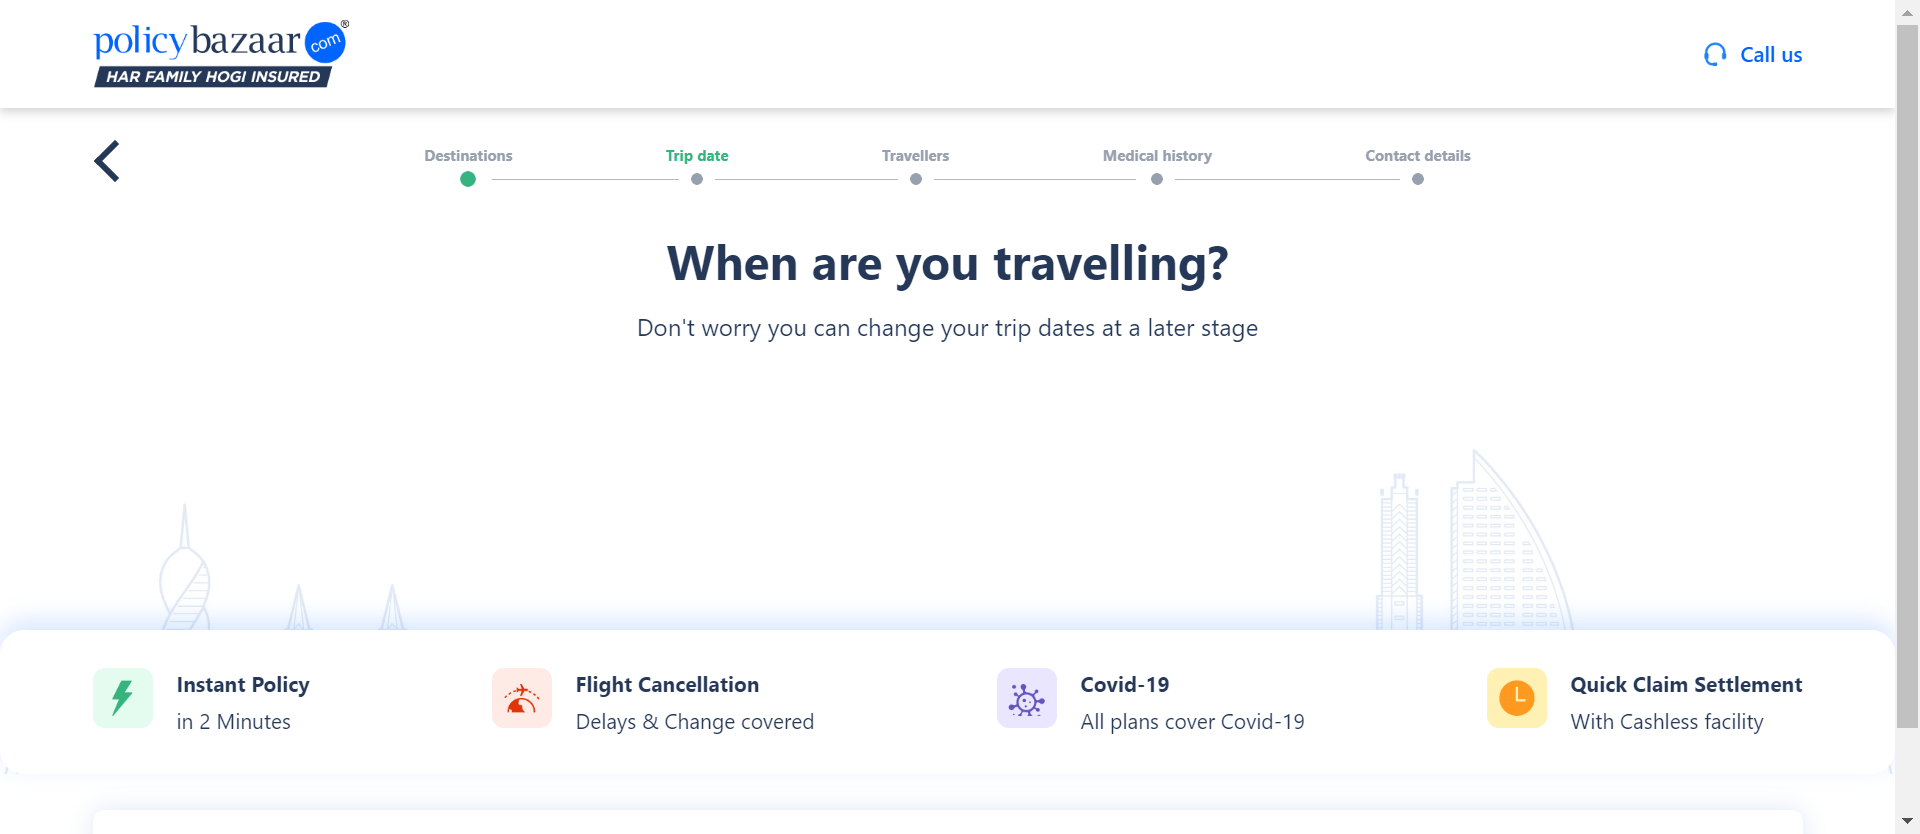 policybazaar com ®
HAR FAMILY HOGI INSURED
Call us
Destinations
Trip date
Travellers
Medical history
Contact details
When are you travelling?
Don't worry you can change your trip dates at a later stage
Instant Policy
in 2 Minutes
Flight Cancellation
Delays & Change covered
Covid-19
All plans cover Covid-19
Quick Claim Settlement
With Cashless facility